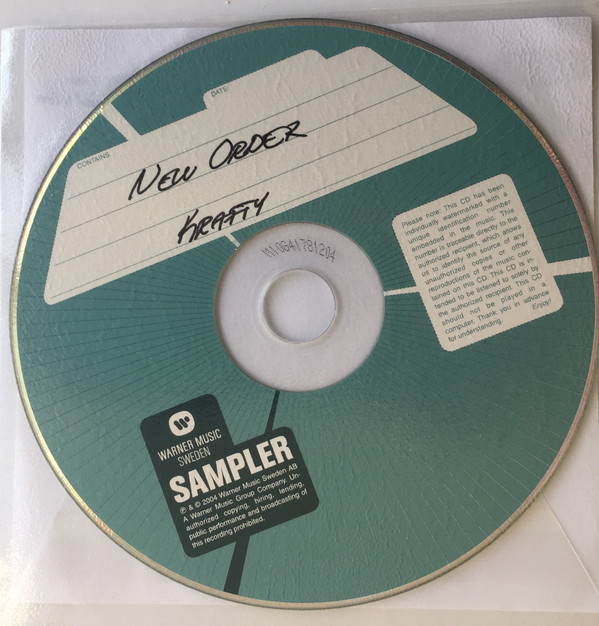 DATE:
CONTAINS
NEW ORDER
KRAFTY
Please note: This CD has been
individually watermarked with a
unique identification number
embedded in the music. This
number is traceable directly to the
authorized recipient, which allows
us to identify the source of any
unauthorized copies or other
reproductions of the music con-
tained on this CD. This CD is in-
tended to be listened to solely by
the authorized recipient. This CD
should not be played in a
computer. Thank you in advance
for understanding. Enjoy!
WARNER MUSIC
SWEDEN
SAMPLER
℗ & © 2004 Warner Music Sweden AB
A Warner Music Group Company. Un-
authorized copying, hiring, lending,
public performance and broadcasting of
this recording prohibited.